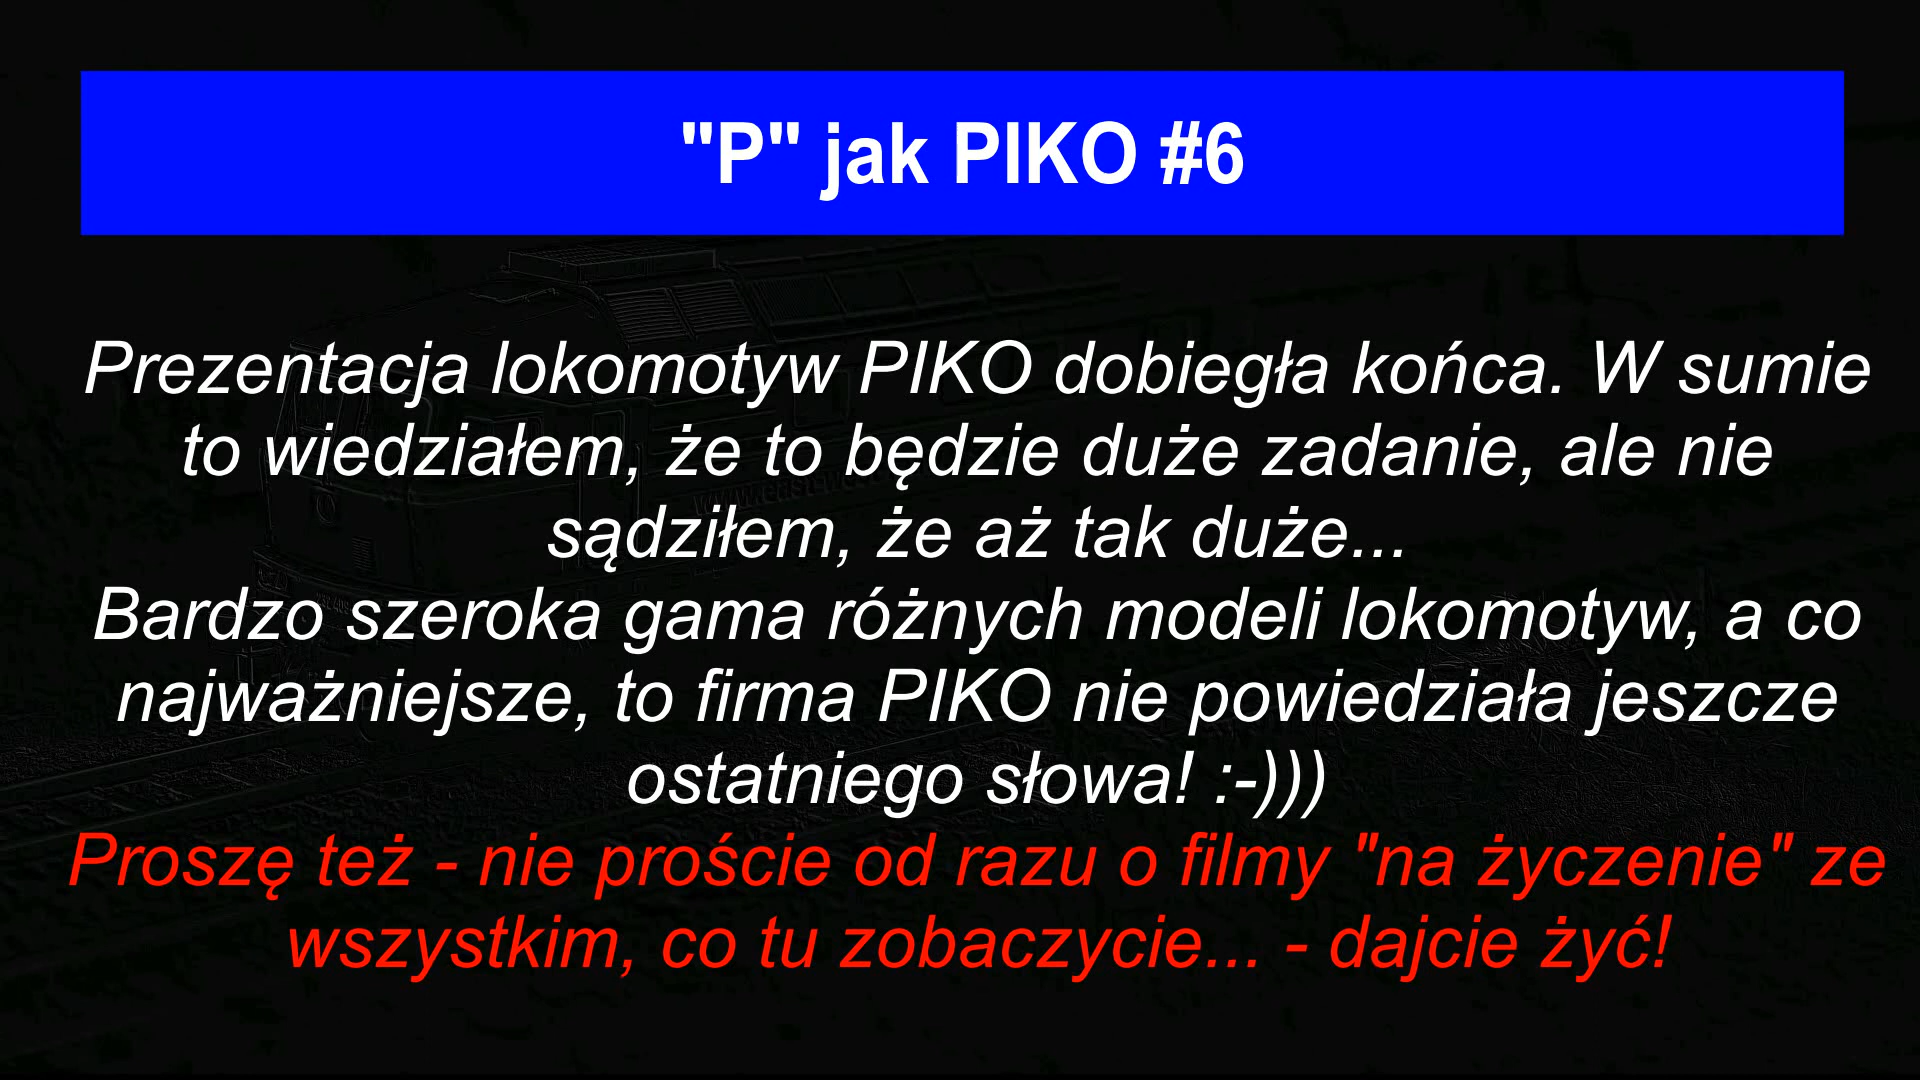 "P" jak PIKO #6
Prezentacja lokomotyw PIKO dobiegła końca. W sumie
to wiedziałem, że to będzie duże zadanie, ale nie
sądziłem, że aż tak duże...
Bardzo szeroka gama różnych modeli lokomotyw, a co
najważniejsze, to firma PIKO nie powiedziała jeszcze
ostatniego słowa! :-)))
Proszę też - nie proście od razu o filmy "na życzenie" ze
wszystkim, co tu zobaczycie... - dajcie żyć!